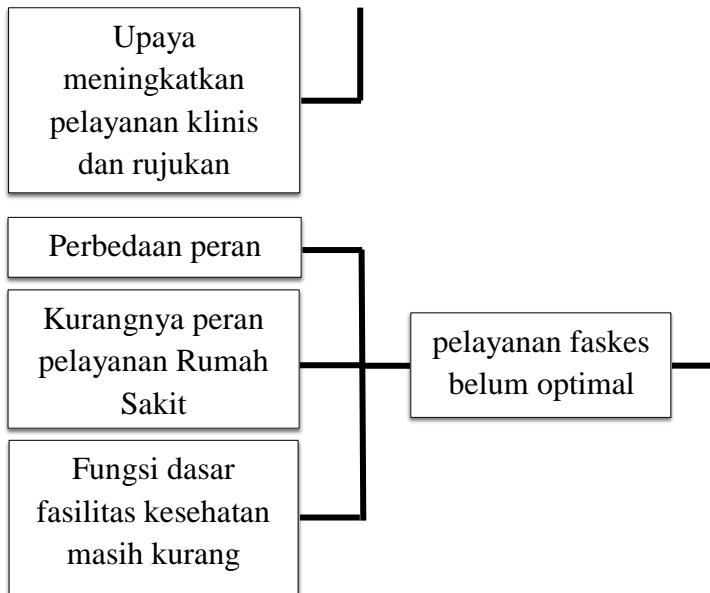 Upaya
meningkatkan
pelayanan klinis
dan rujukan
Perbedaan peran
Kurangnya peran
pelayanan Rumah
Sakit
Fungsi dasar
fasilitas kesehatan
masih kurang
pelayanan faskes
belum optimal